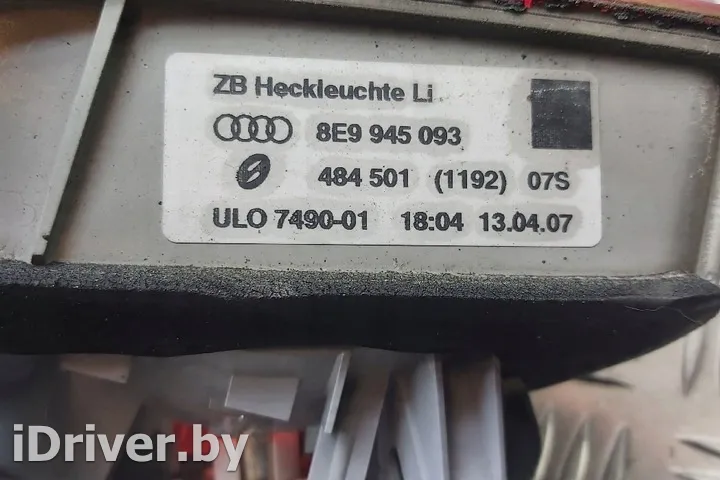 ZB Heckleuchte Li
8E9 945 093
484 501 (1192) 07S
ULO 7490-01 18:04 13.04.07
iDriver.by